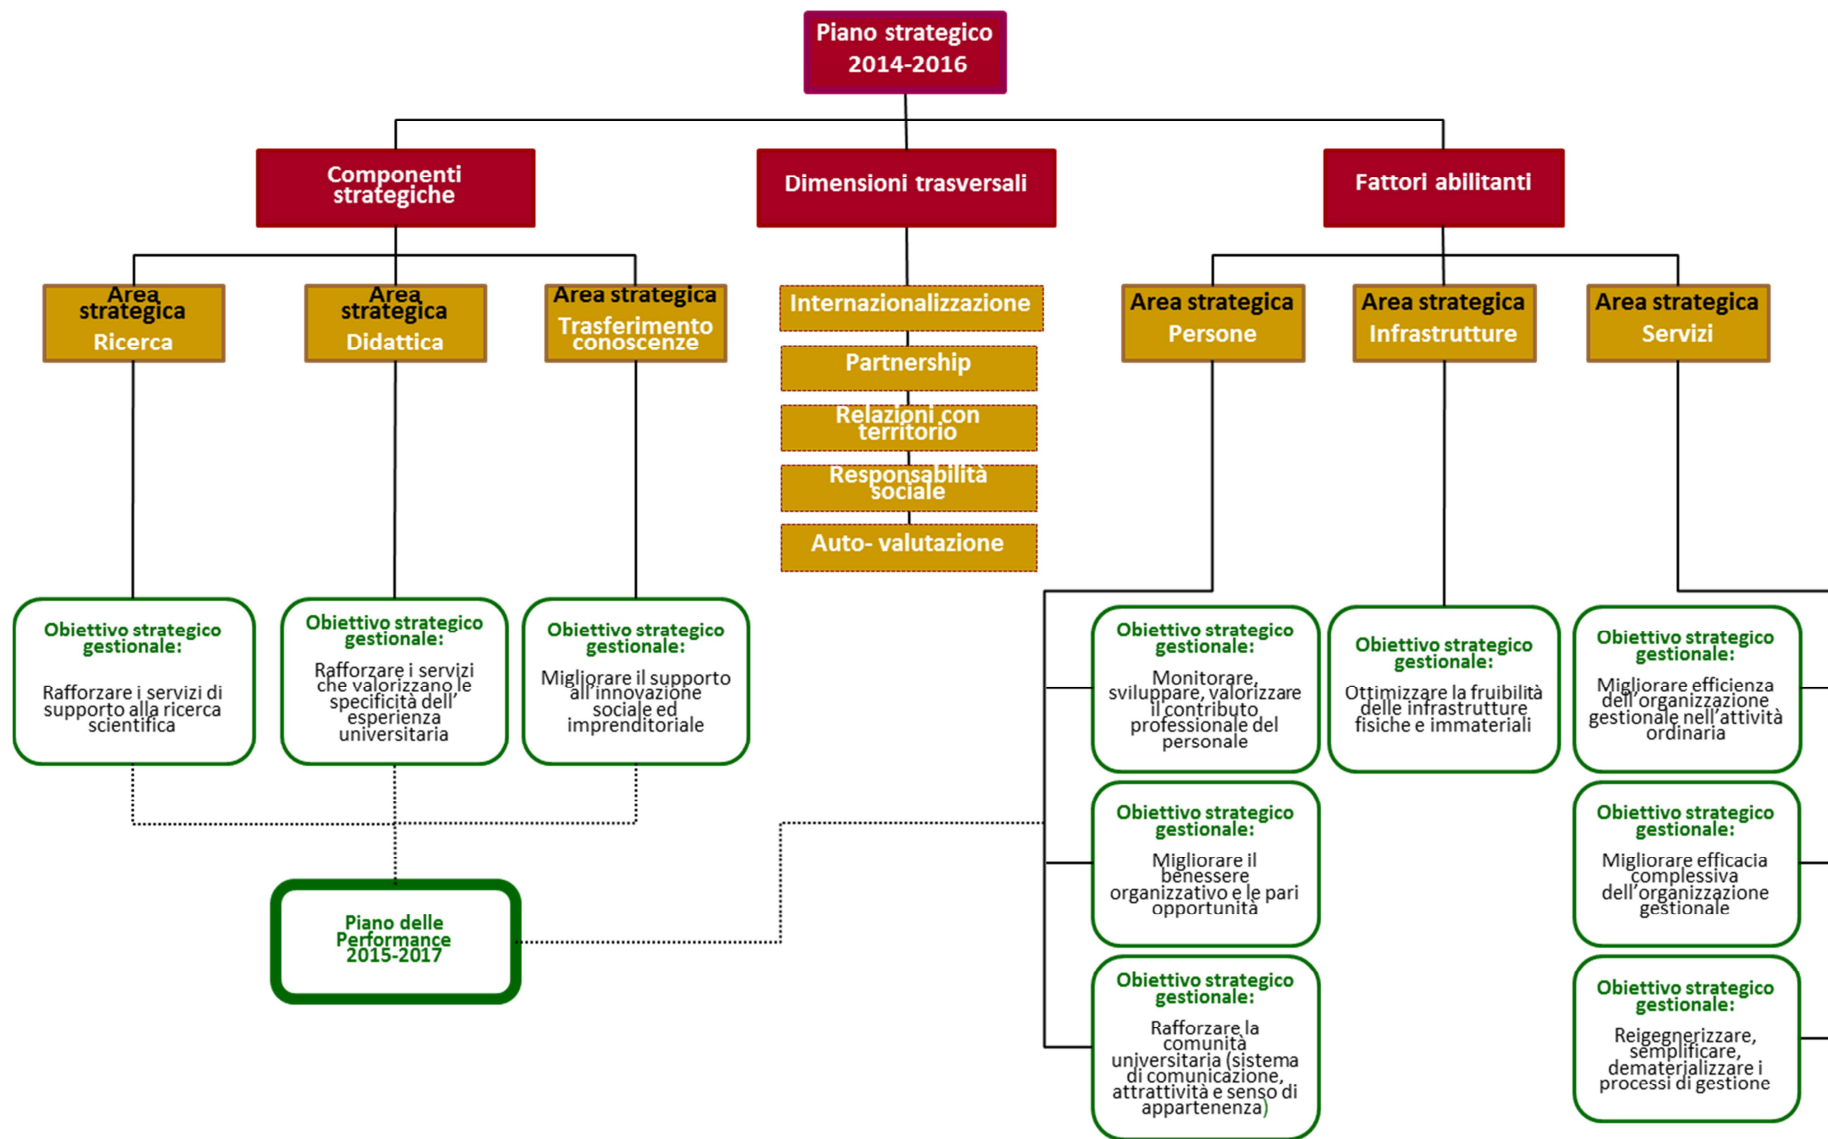 Piano strategico
2014-2016
Componenti
strategiche
Dimensioni trasversali
Fattori abilitanti
Area
strategica
Ricerca
Area
strategica
Didattica
Area strategica
Trasferimento
conoscenze
Internazionalizzazione
Partnership
Relazioni con
territorio
Responsabilità
sociale
Auto- valutazione
Area strategica
Persone
Area strategica
Infrastrutture
Area strategica
Servizi
Obiettivo strategico
gestionale:
Rafforzare i servizi di
supporto alla ricerca
scientifica
Obiettivo strategico
gestionale:
Rafforzare i servizi
che valorizzano le
specificità dell'
esperienza
universitaria
Obiettivo strategico
gestionale:
Migliorare il supporto
all'innovazione
sociale ed
imprenditoriale
Obiettivo strategico
gestionale:
Monitorare,
sviluppare, valorizzare
il contributo
professionale del
personale
Obiettivo strategico
gestionale:
Ottimizzare la fruibilità
delle infrastrutture
fisiche e immateriali
Obiettivo strategico
gestionale:
Migliorare efficienza
dell'organizzazione
gestionale nell'attività
ordinaria
Obiettivo strategico
gestionale:
Migliorare il
benessere
organizzativo e le pari
opportunità
Obiettivo strategico
gestionale:
Migliorare efficacia
complessiva
dell'organizzazione
gestionale
Piano delle
Performance
2015-2017
Obiettivo strategico
gestionale:
Rafforzare la
comunità
universitaria (sistema
di comunicazione,
attrattività e senso di
appartenenza)
Obiettivo strategico
gestionale:
Reigegnerizzare,
semplificare,
dematerializzare i
processi di gestione